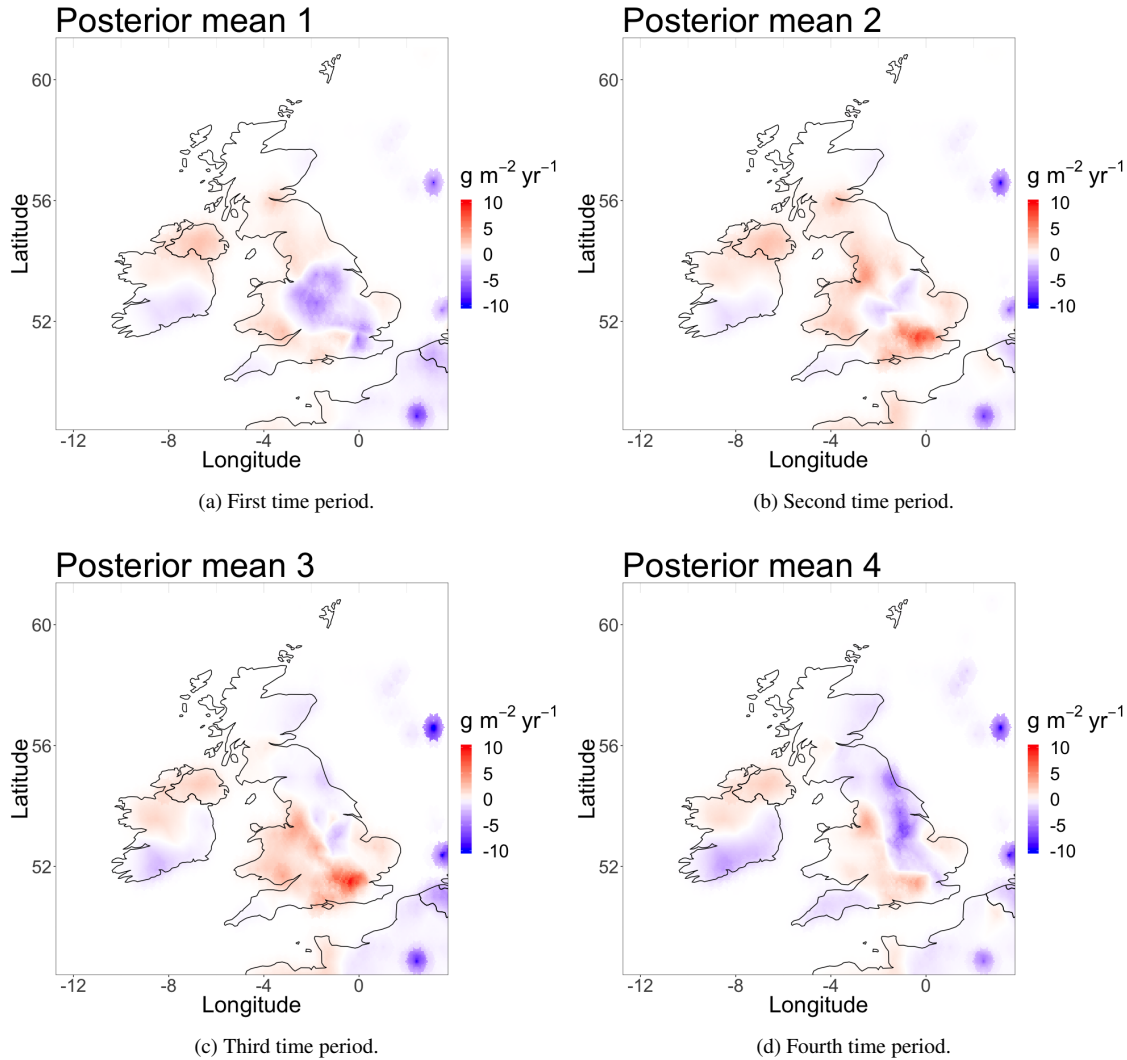 Posterior mean 1
Latitude
60
56
52
-12 -8 -4 0
Longitude
g m−2 yr−1
10
5
0
-5
-10
(a) First time period.
Posterior mean 2
Latitude
60
56
52
-12 -8 -4 0
Longitude
g m−2 yr−1
10
5
0
-5
-10
(b) Second time period.
Posterior mean 3
Latitude
60
56
52
-12 -8 -4 0
Longitude
g m−2 yr−1
10
5
0
-5
-10
(c) Third time period.
Posterior mean 4
Latitude
60
56
52
-12 -8 -4 0
Longitude
g m−2 yr−1
10
5
0
-5
-10
(d) Fourth time period.